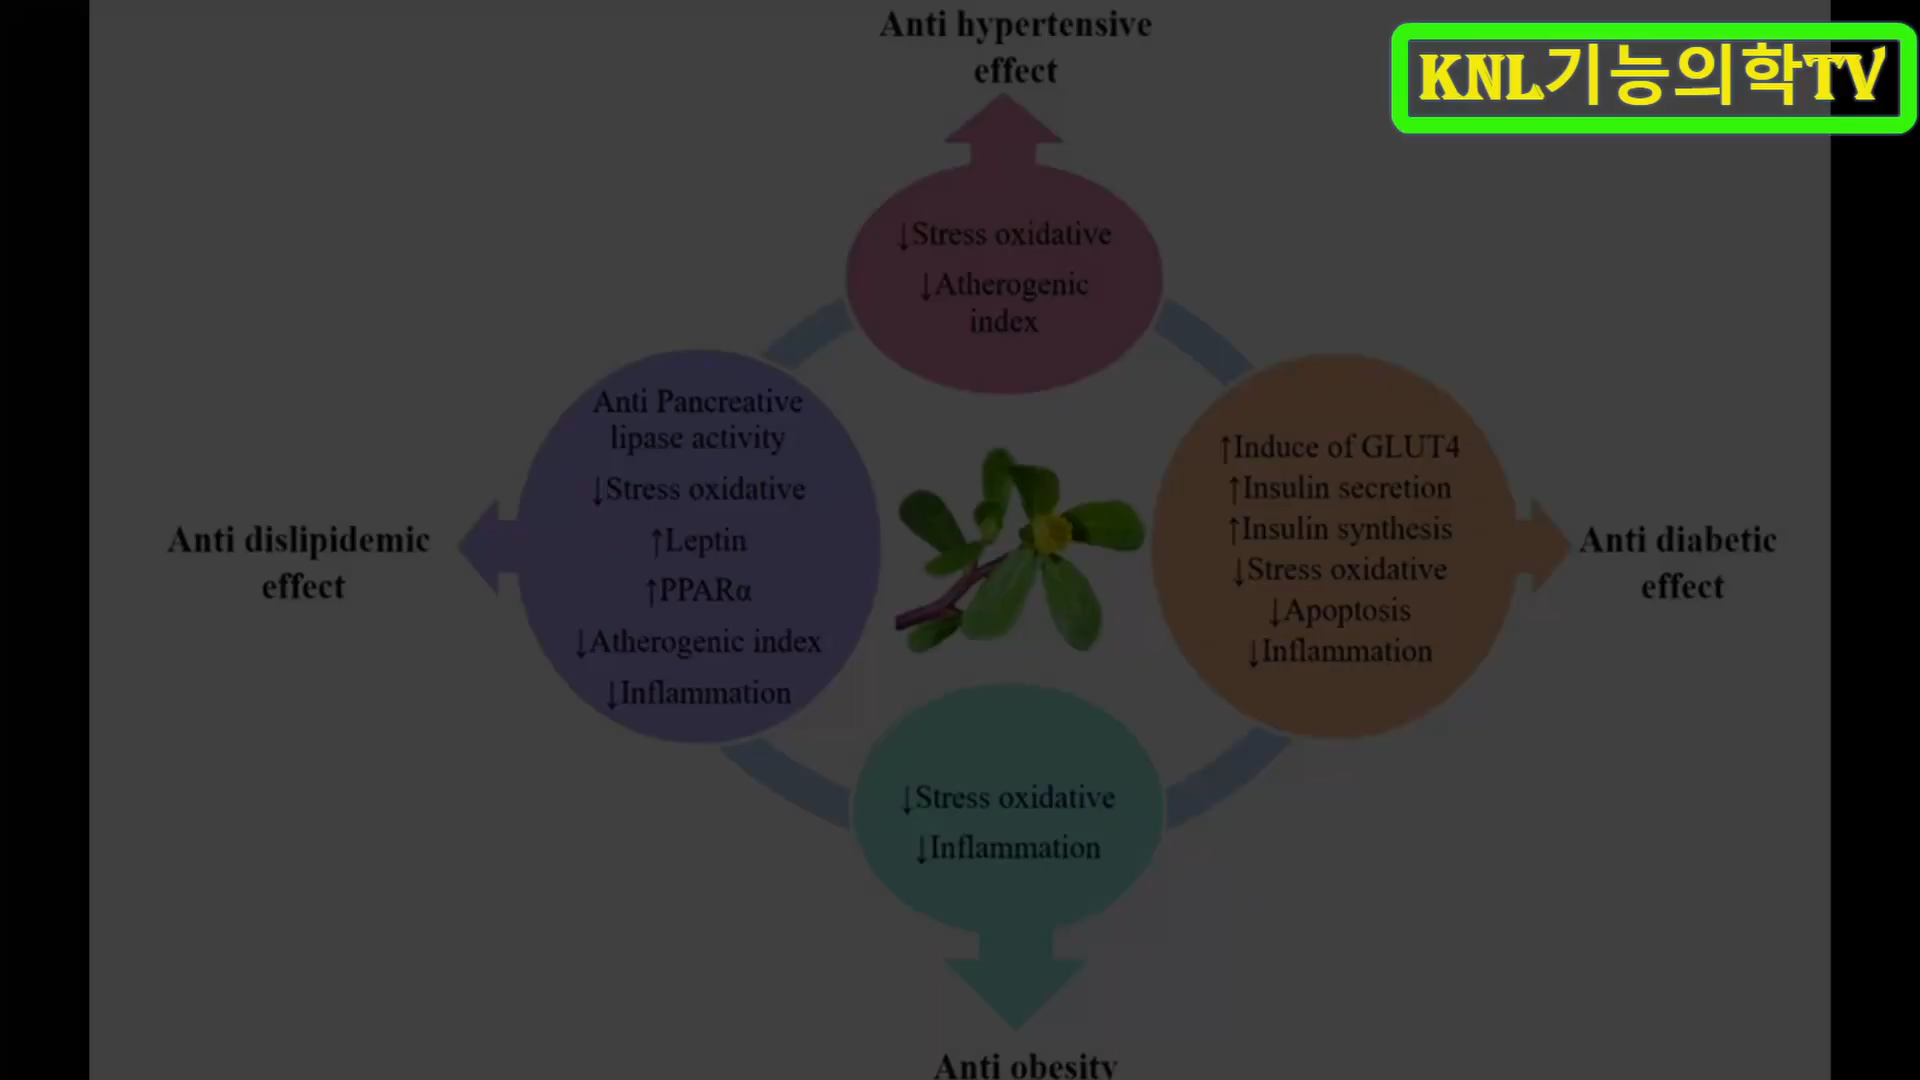 Anti hypertensive
effect
KNL기능의학TV
↓Stress oxidative
↓Atherogenic
index
Anti Pancreative
lipase activity
↓Stress oxidative
↑Leptin
↑PPARα
↓Atherogenic index
↓Inflammation
Anti dislipidemic
effect
↑Induce of GLUT4
↑Insulin secretion
↑Insulin synthesis
↓Stress oxidative
↓Apoptosis
↓Inflammation
Anti diabetic
effect
↓Stress oxidative
↓Inflammation
Anti obesity